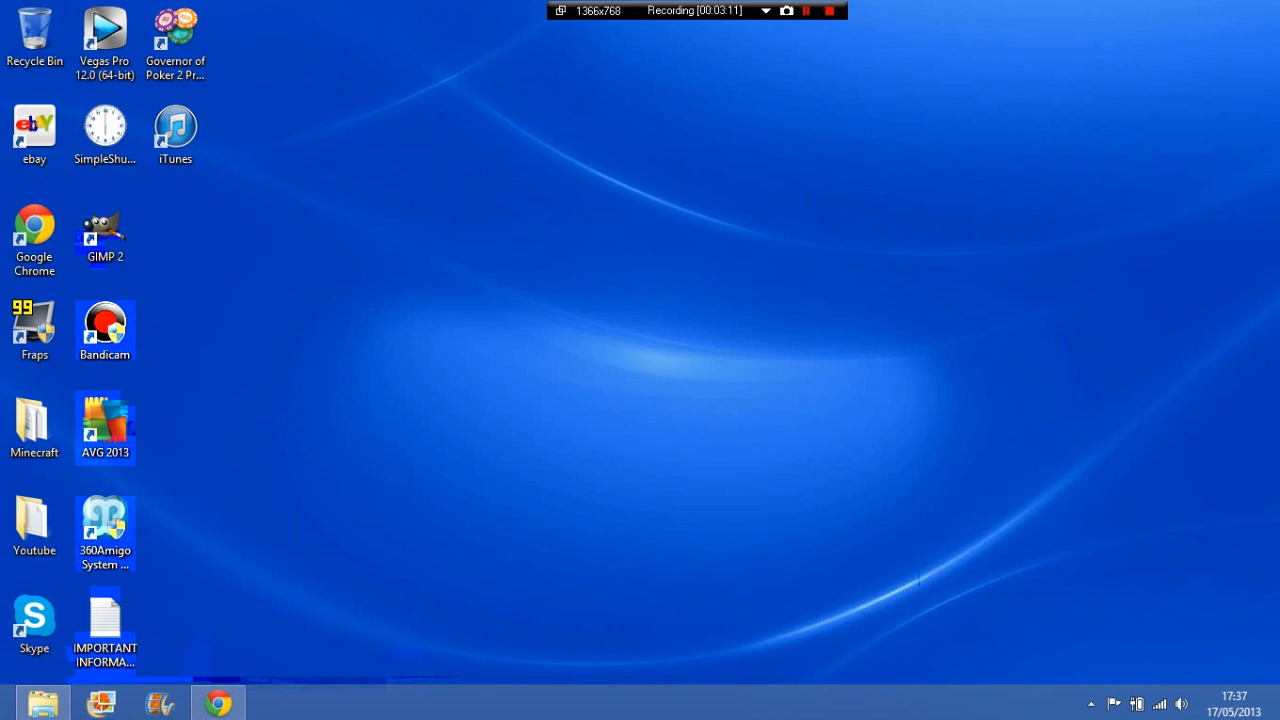 1366x768 Recording [00:03:11]
Recycle Bin
Vegas Pro
12.0 (64-bit)
Governor of
Poker 2 Pr...
ebY
ebay
SimpleShu...
iTunes
Google
Chrome
GIMP 2
99
Fraps
Bandicam
Minecraft
AVG 2013
Youtube
360Amigo
System ...
S
Skype
IMPORTANT
INFORMA...
17:37
17/05/2013